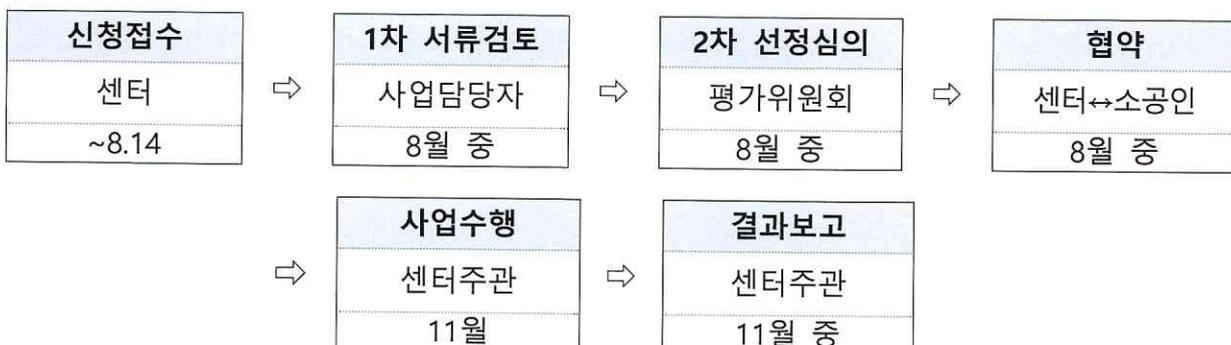 신청접수 1차 서류검토 2차 선정심의 협약
센터 ⇨ 사업담당자 ⇨ 평가위원회 ⇨ 센터↔소공인
~8.14 8월 중 8월 중 8월 중
사업수행 결과보고
⇨ 센터주관 ⇨ 센터주관
11월 11월 중